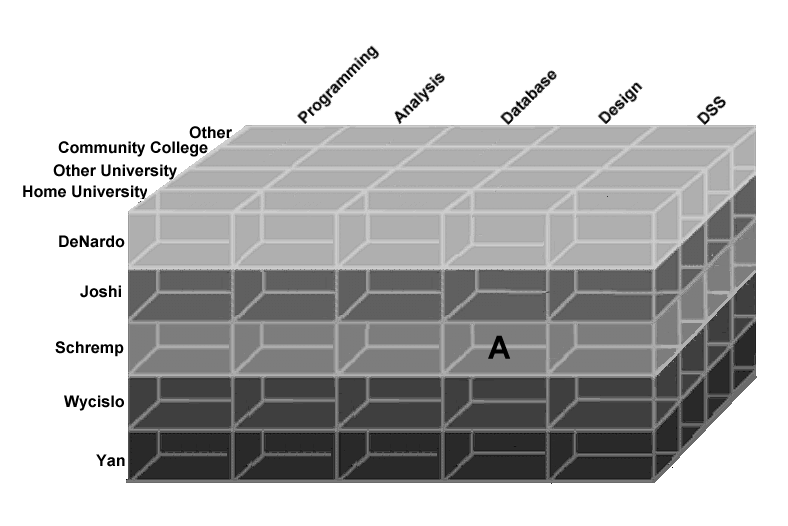 Programming
Analysis
Database
Design
DSS
Other
Community College
Other University
Home University
DeNardo
Joshi
Schremp
A
Wycislo
Yan